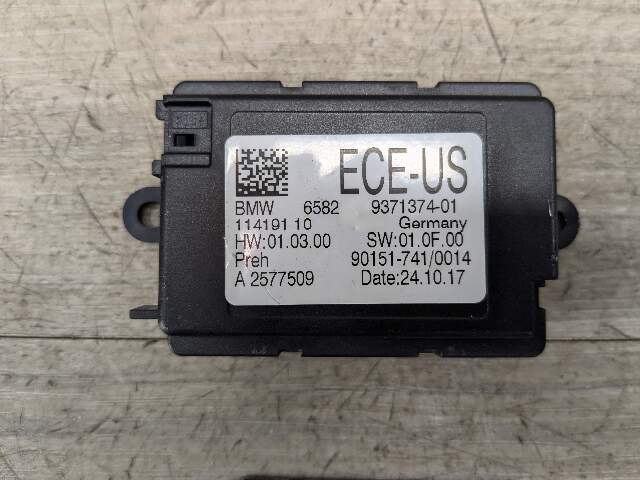 ECE-US
BMW 6582 9371374-01
114191 10 Germany
HW:01.03.00 SW:01.0F.00
Preh 90151-741/0014
A 2577509 Date:24.10.17